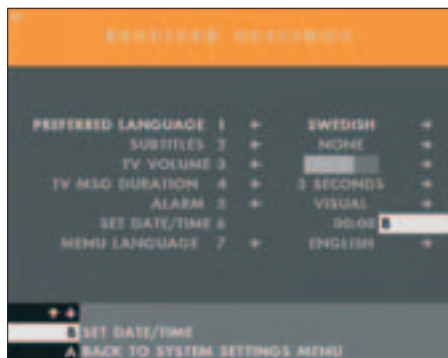 PREFERRED LANGUAGE 1 SWEDISH
SUBTITLES 2 NONE
TV VOLUME 3
TV MSG DURATION 4 3 SECONDS
ALARM 5 VISUAL
SET DATE/TIME 6 00:00 B
MENU LANGUAGE 7 ENGLISH
B SET DATE/TIME
A BACK TO SYSTEM SETTINGS MENU